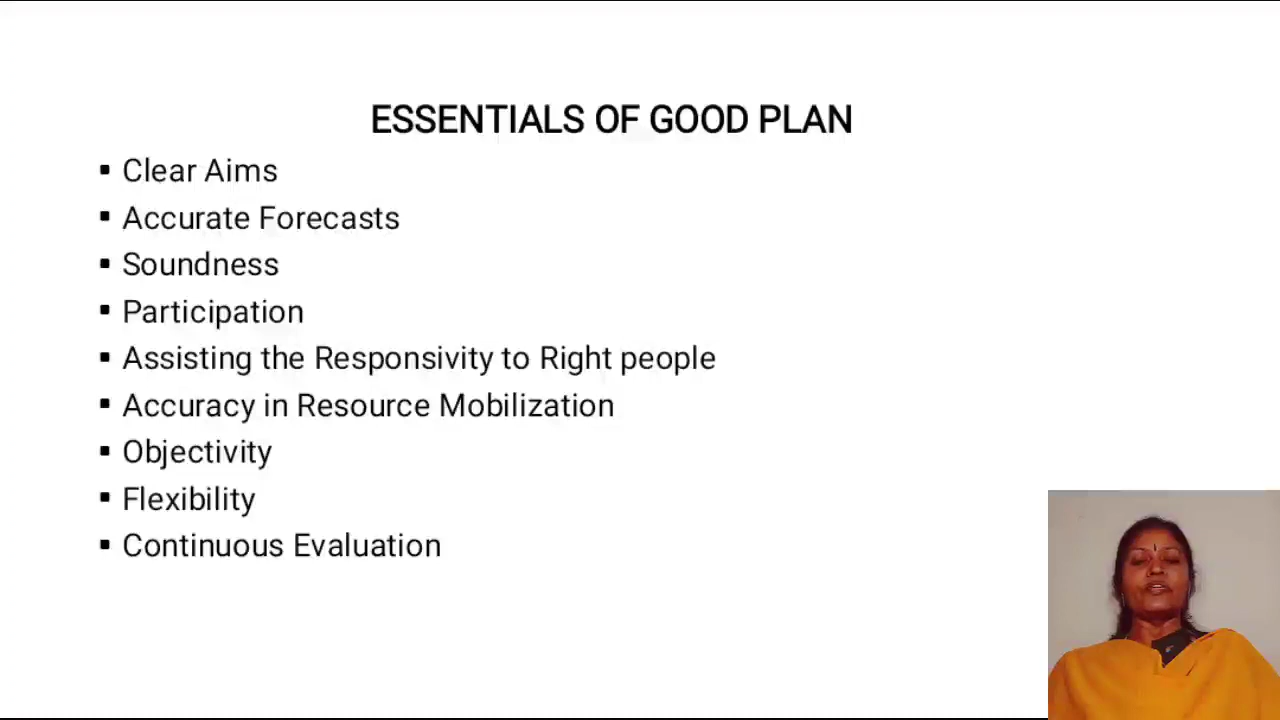 ESSENTIALS OF GOOD PLAN
▪ Clear Aims
▪ Accurate Forecasts
▪ Soundness
▪ Participation
▪ Assisting the Responsivity to Right people
▪ Accuracy in Resource Mobilization
▪ Objectivity
▪ Flexibility
▪ Continuous Evaluation